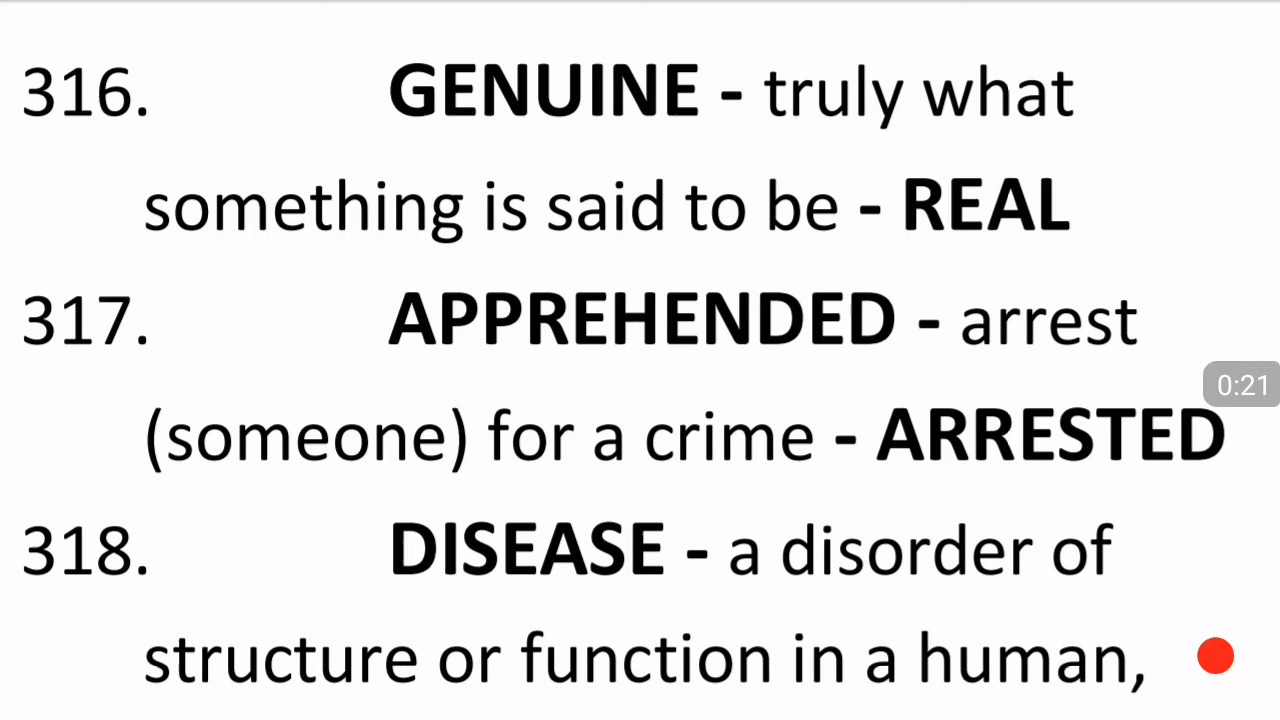 316. GENUINE - truly what
something is said to be - REAL
317. APPREHENDED - arrest
0:21
(someone) for a crime - ARRESTED
318. DISEASE - a disorder of
structure or function in a human,